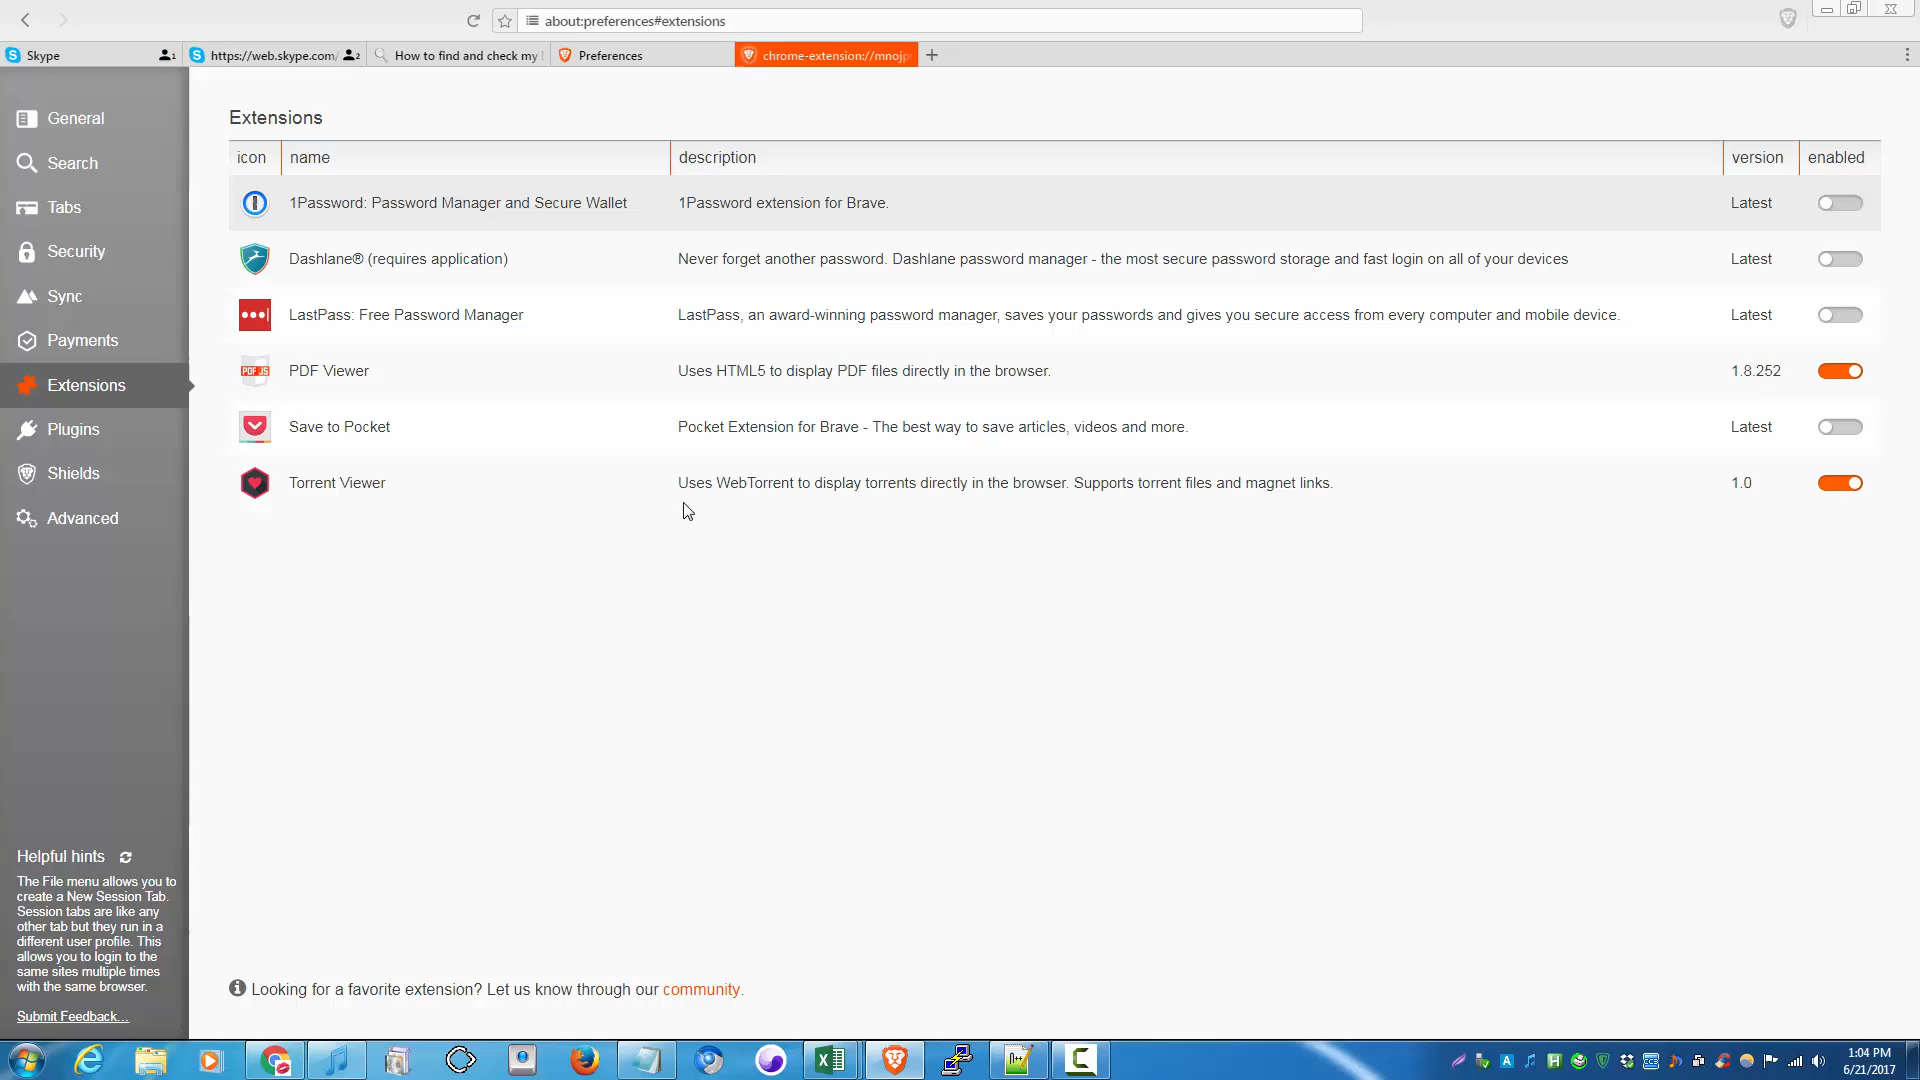 about:preferences#extensions
Skype
1
https://web.skype.com/
2
How to find and check my
Preferences
chrome-extension://mnojp
General
Search
Tabs
Security
Sync
Payments
Extensions
Plugins
Shields
Advanced
Helpful hints
The File menu allows you to
create a New Session Tab.
Session tabs are like any
other tab but they run in a
different user profile. This
allows you to login to the
same sites multiple times
with the same browser.
Submit Feedback...
Extensions
icon name description version enabled
1Password: Password Manager and Secure Wallet 1Password extension for Brave. Latest
Dashlane® (requires application) Never forget another password. Dashlane password manager - the most secure password storage and fast login on all of your devices Latest
LastPass: Free Password Manager LastPass, an award-winning password manager, saves your passwords and gives you secure access from every computer and mobile device. Latest
PDF JS PDF Viewer Uses HTML5 to display PDF files directly in the browser. 1.8.252
Save to Pocket Pocket Extension for Brave - The best way to save articles, videos and more. Latest
Torrent Viewer Uses WebTorrent to display torrents directly in the browser. Supports torrent files and magnet links. 1.0
Looking for a favorite extension? Let us know through our community.
1:04 PM
6/21/2017